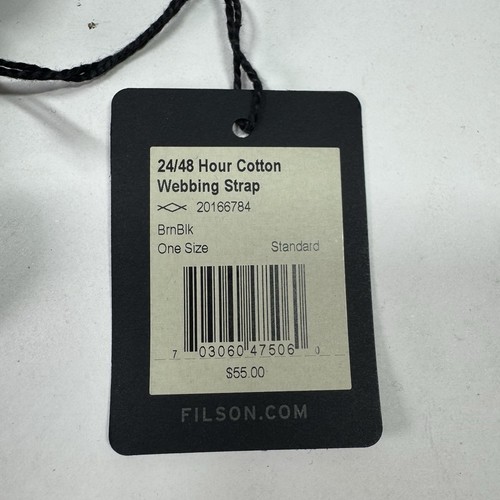 24/48 Hour Cotton
Webbing Strap
20166784
BrnBlk
One Size Standard
7 03060 47506 0
$55.00
FILSON.COM